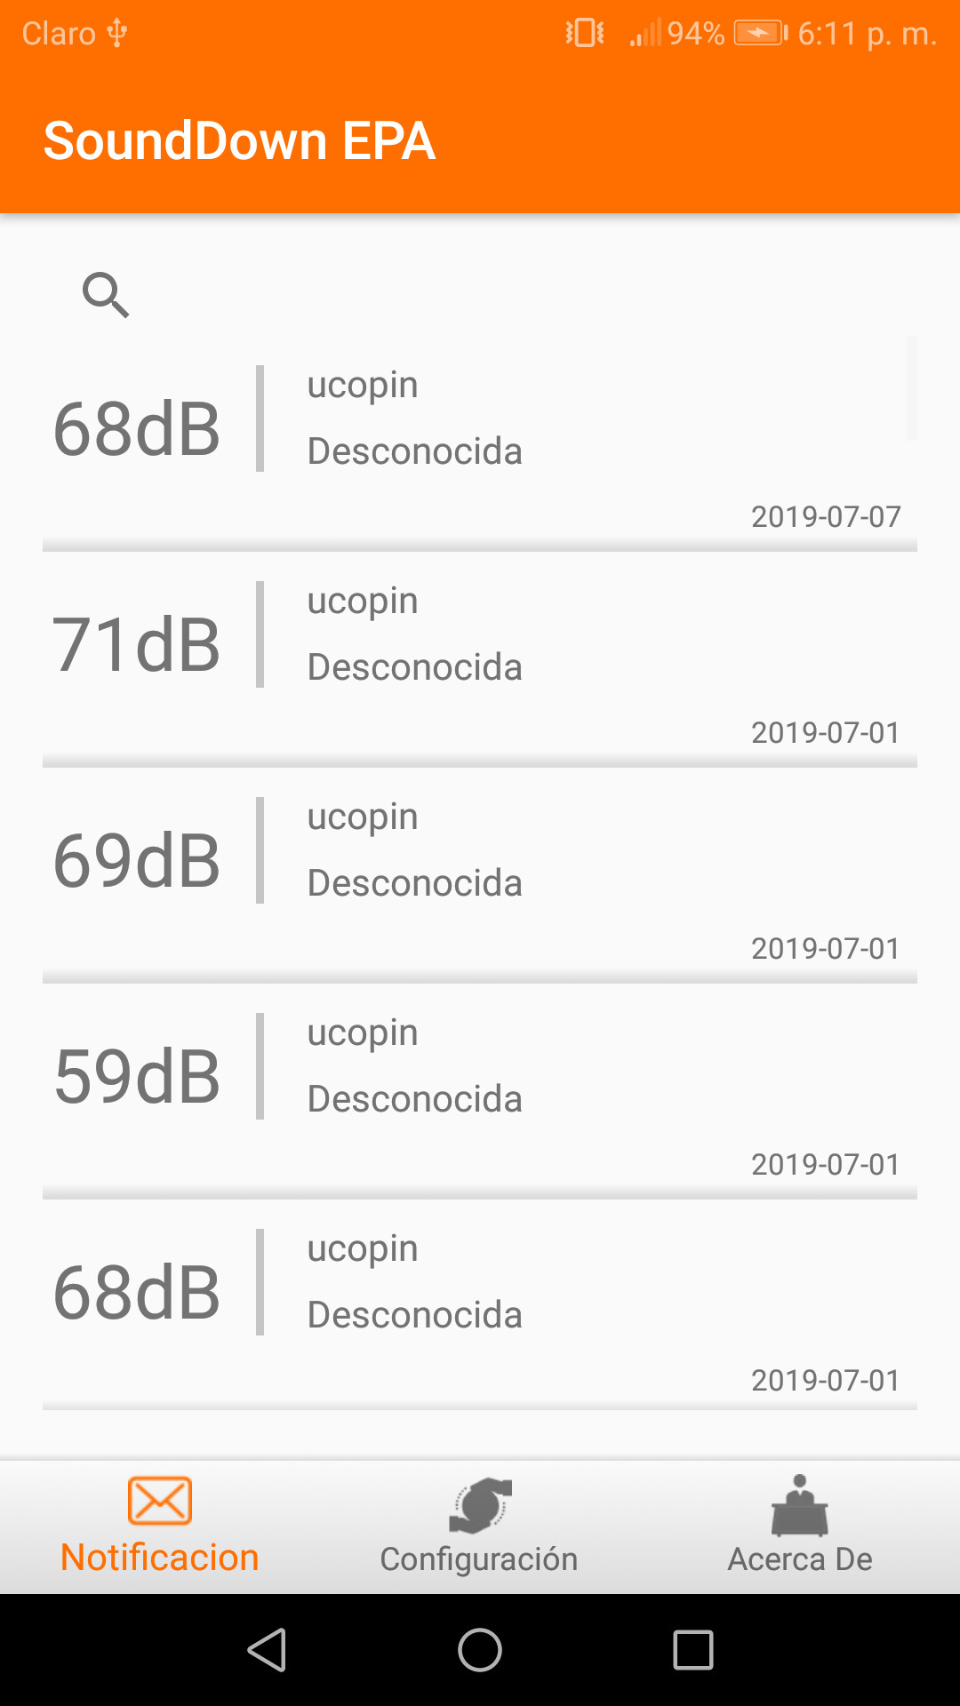 Claro 94% 6:11 p. m.
SoundDown EPA
68dB
ucopin
Desconocida
2019-07-07
71dB
ucopin
Desconocida
2019-07-01
69dB
ucopin
Desconocida
2019-07-01
59dB
ucopin
Desconocida
2019-07-01
68dB
ucopin
Desconocida
2019-07-01
Notificacion Configuración Acerca De